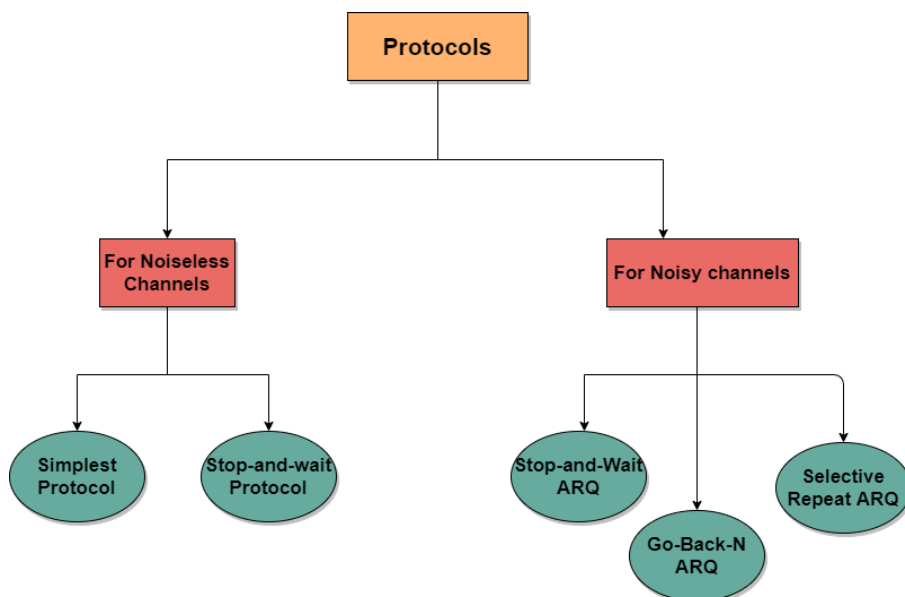 Protocols
For Noiseless
Channels
For Noisy channels
Simplest
Protocol
Stop-and-wait
Protocol
Stop-and-Wait
ARQ
Go-Back-N
ARQ
Selective
Repeat ARQ